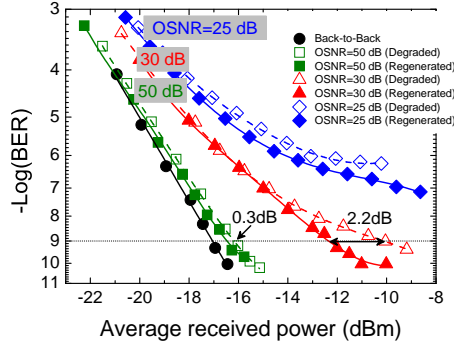 3
4
5
6
7
8
9
10
11
-Log(BER)
OSNR=25 dB
30 dB
50 dB
Back-to-Back
OSNR=50 dB (Degraded)
OSNR=50 dB (Regenerated)
OSNR=30 dB (Degraded)
OSNR=30 dB (Regenerated)
OSNR=25 dB (Degraded)
OSNR=25 dB (Regenerated)
0.3dB
2.2dB
-22 -20 -18 -16 -14 -12 -10 -8
Average received power (dBm)